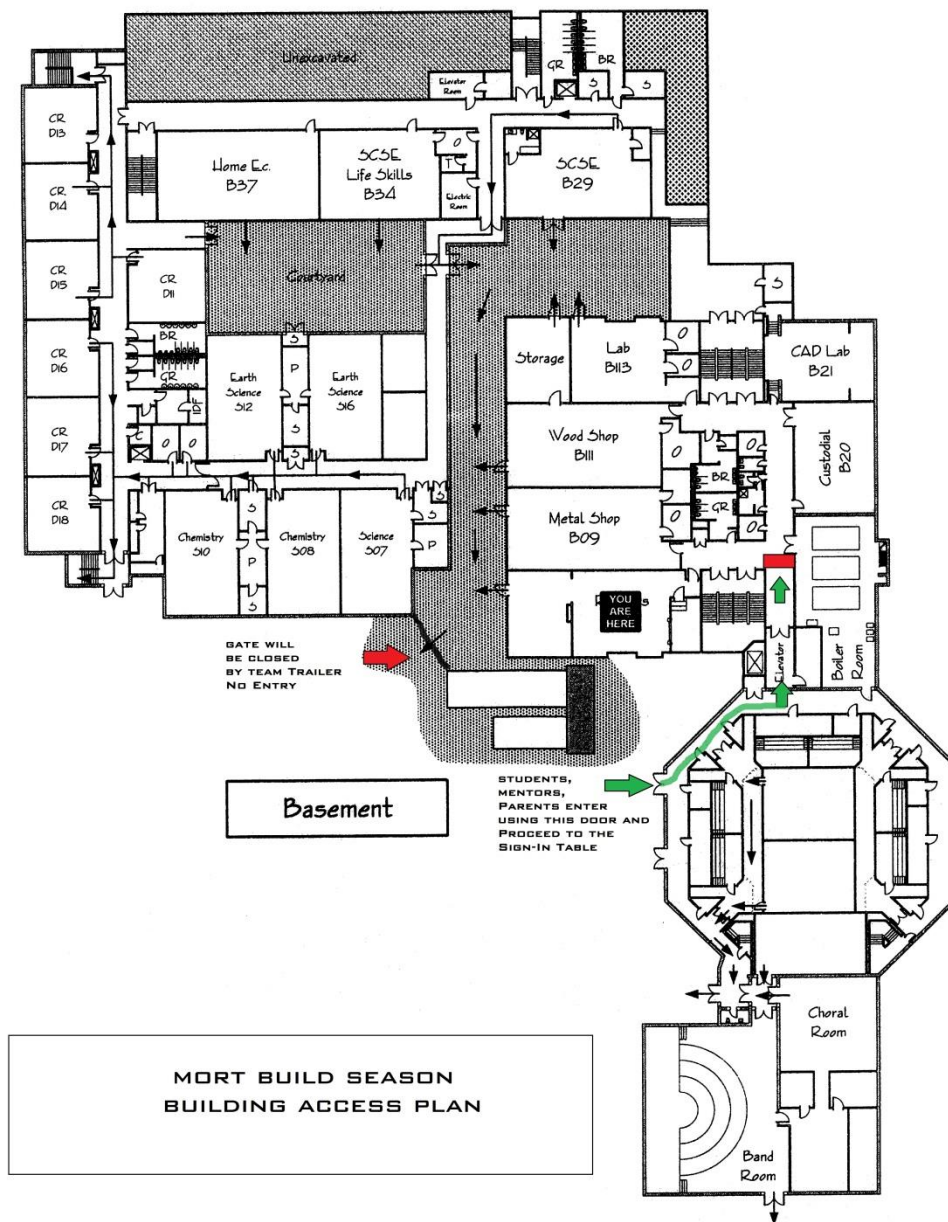 Unexcavated
GR
BR
Elevator
Room
S
S
CR
D13
Home Ec.
B37
SCSE
Life Skills
B34
O
T
Electric
Room
SCSE
B29
CR
D14
CR
D15
CR
D11
Courtyard
S
CR
D16
BR
GR
IDF
C
O
O
Earth
Science
S12
S
P
S
S
Earth
Science
S16
Storage
Lab
B113
O
O
CAD Lab
B21
CR
D17
Wood Shop
B111
O
BR
GR
O
O
Custodial
B20
CR
D18
Chemistry
S10
S
P
S
Chemistry
S08
Science
S07
S
S
P
Metal Shop
B09
O
O
YOU
ARE
HERE
S
Elevator
Boiler
Room
GATE WILL
BE CLOSED
BY TEAM TRAILER
NO ENTRY
STUDENTS,
MENTORS,
PARENTS ENTER
USING THIS DOOR AND
PROCEED TO THE
SIGN-IN TABLE
Basement
Choral
Room
Band
Room
MORT BUILD SEASON
BUILDING ACCESS PLAN